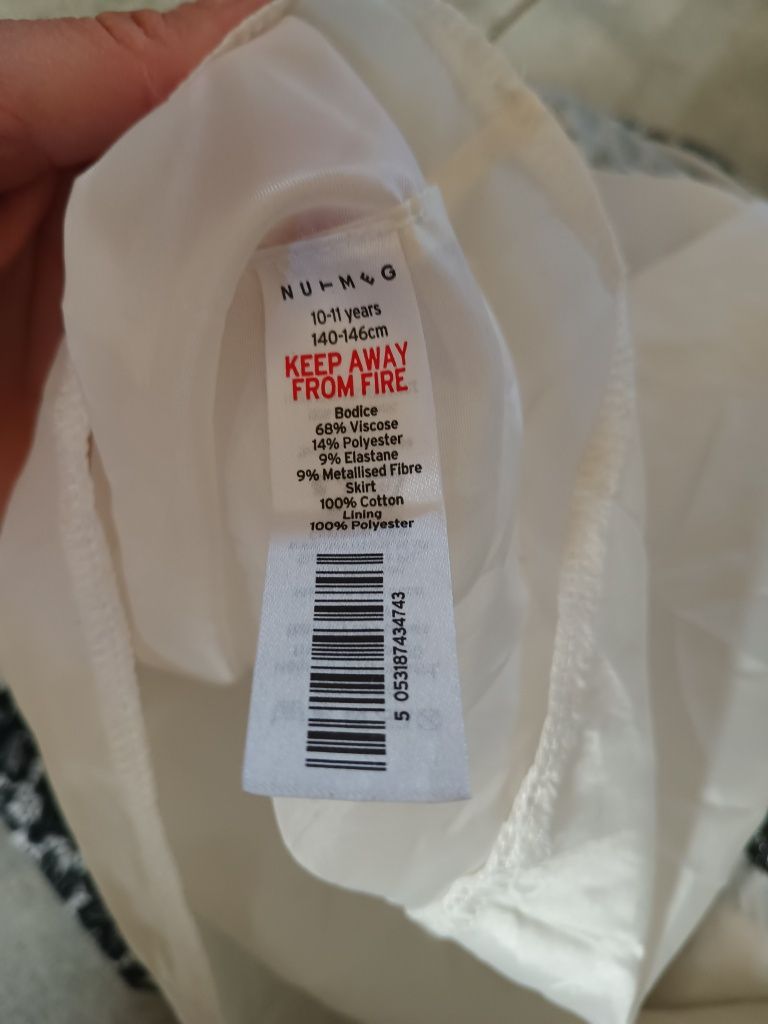 NUTMEG
10-11 years
140-146cm
KEEP AWAY
FROM FIRE
Bodice
68% Viscose
14% Polyester
9% Elastane
9% Metallised Fibre
Skirt
100% Cotton
Lining
100% Polyester
5 053187434743